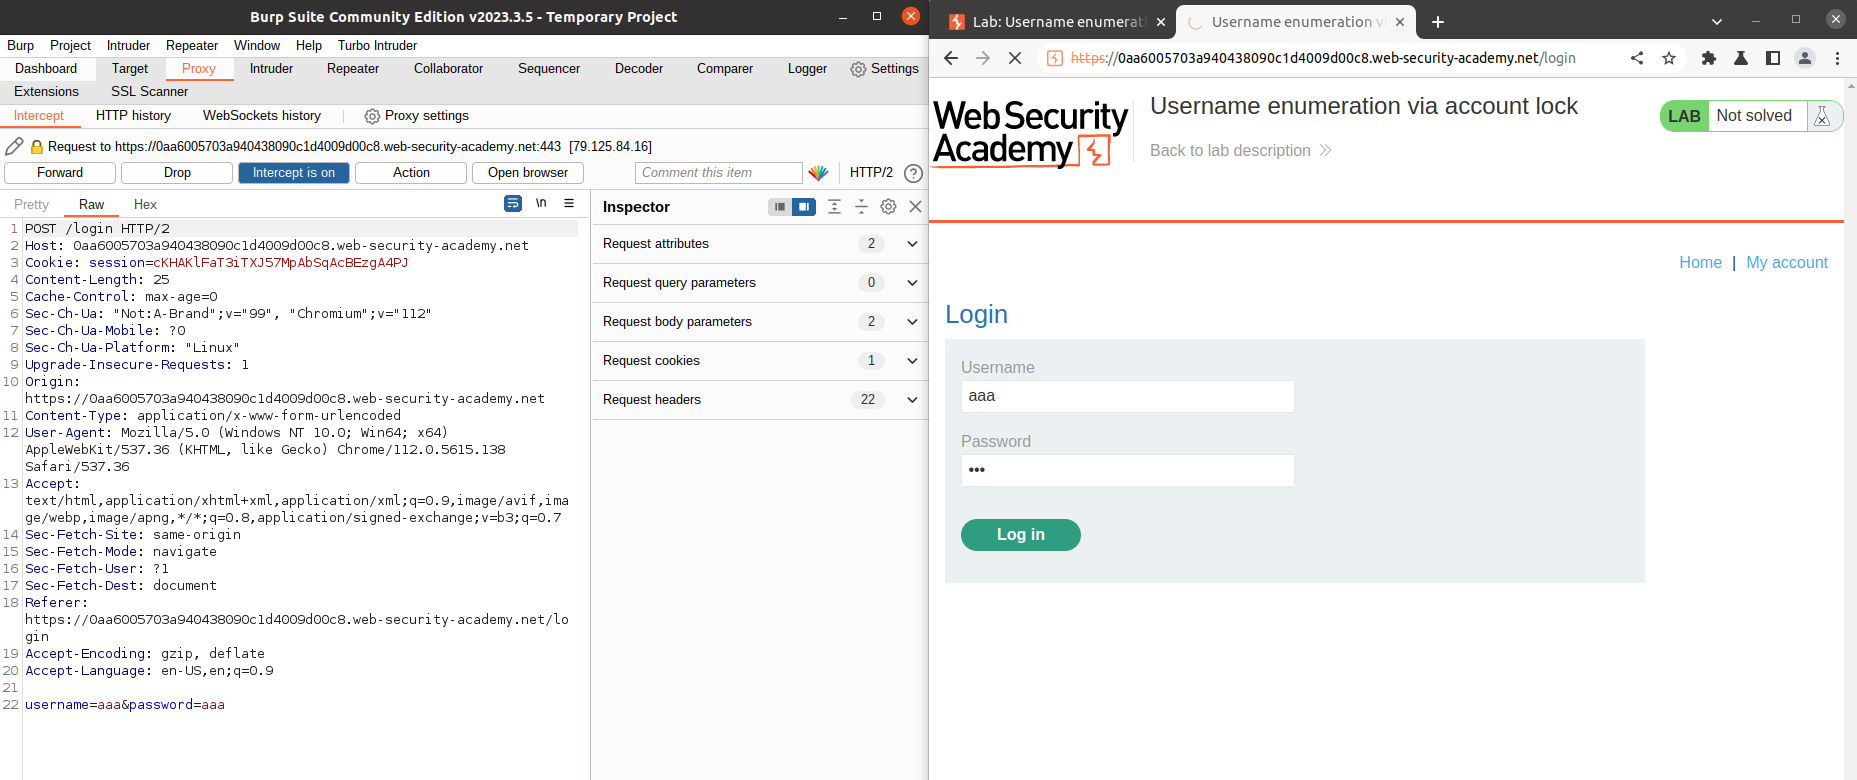 Burp Suite Community Edition v2023.3.5 - Temporary Project
Burp Project Intruder Repeater Window Help Turbo Intruder
Dashboard Target Proxy Intruder Repeater Collaborator Sequencer Decoder Comparer Logger Settings
Extensions SSL Scanner
Intercept HTTP history WebSockets history Proxy settings
Request to https://0aa6005703a940438090c1d4009d00c8.web-security-academy.net:443 [79.125.84.16]
Forward Drop Intercept is on Action Open browser Comment this item HTTP/2
Pretty Raw Hex \n
1 POST /login HTTP/2
2 Host: 0aa6005703a940438090c1d4009d00c8.web-security-academy.net
3 Cookie: session=cKHAKlFaT3iTXJ57MpAbSqAcBEzgA4PJ
4 Content-Length: 25
5 Cache-Control: max-age=0
6 Sec-Ch-Ua: "Not:A-Brand";v="99", "Chromium";v="112"
7 Sec-Ch-Ua-Mobile: ?0
8 Sec-Ch-Ua-Platform: "Linux"
9 Upgrade-Insecure-Requests: 1
10 Origin:
https://0aa6005703a940438090c1d4009d00c8.web-security-academy.net
11 Content-Type: application/x-www-form-urlencoded
12 User-Agent: Mozilla/5.0 (Windows NT 10.0; Win64; x64)
AppleWebKit/537.36 (KHTML, like Gecko) Chrome/112.0.5615.138
Safari/537.36
13 Accept:
text/html,application/xhtml+xml,application/xml;q=0.9,image/avif,ima
ge/webp,image/apng,*/*;q=0.8,application/signed-exchange;v=b3;q=0.7
14 Sec-Fetch-Site: same-origin
15 Sec-Fetch-Mode: navigate
16 Sec-Fetch-User: ?1
17 Sec-Fetch-Dest: document
18 Referer:
https://0aa6005703a940438090c1d4009d00c8.web-security-academy.net/lo
gin
19 Accept-Encoding: gzip, deflate
20 Accept-Language: en-US,en;q=0.9
21
22 username=aaa&password=aaa
Inspector
Request attributes 2
Request query parameters 0
Request body parameters 2
Request cookies 1
Request headers 22
Lab: Username enumerati
Username enumeration vi
https://0aa6005703a940438090c1d4009d00c8.web-security-academy.net/login
Web Security
Academy
Username enumeration via account lock
Back to lab description
LAB Not solved
Home | My account
Login
Username
aaa
Password
•••
Log in